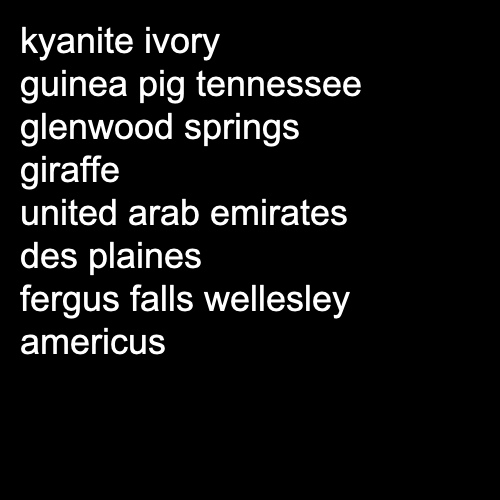 kyanite ivory
guinea pig tennessee
glenwood springs
giraffe
united arab emirates
des plaines
fergus falls wellesley
americus